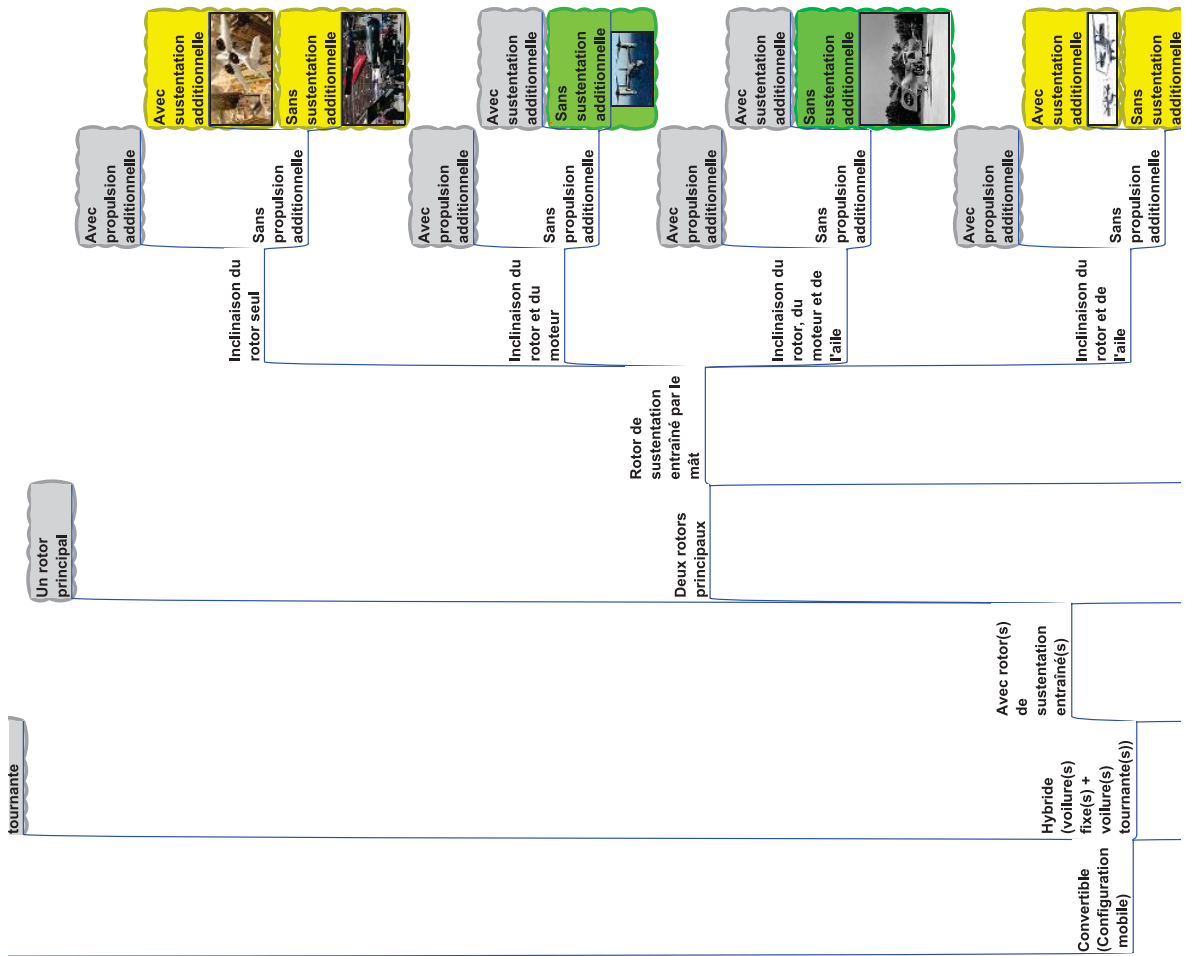 tournante
Convertible
(Configuration
mobile)
Hybride
(voilure(s)
fixe(s) +
voilure(s)
tournante(s))
Avec rotor(s)
de
sustentation
entraîné(s)
Un rotor
principal
Deux rotors
principaux
Rotor de
sustentation
entraîné par le
mât
Inclinaison du
rotor seul
Avec
propulsion
additionnelle
Sans
propulsion
additionnelle
Avec
sustentation
additionnelle
Sans
sustentation
additionnelle
Inclinaison du
rotor et du
moteur
Avec
propulsion
additionnelle
Sans
propulsion
additionnelle
Avec
sustentation
additionnelle
Sans
sustentation
additionnelle
Inclinaison du
rotor, du
moteur et de
l'aile
Avec
propulsion
additionnelle
Sans
propulsion
additionnelle
Avec
sustentation
additionnelle
Sans
sustentation
additionnelle
Inclinaison du
rotor et de
l'aile
Avec
propulsion
additionnelle
Sans
propulsion
additionnelle
Avec
sustentation
additionnelle
Sans
sustentation
additionnelle